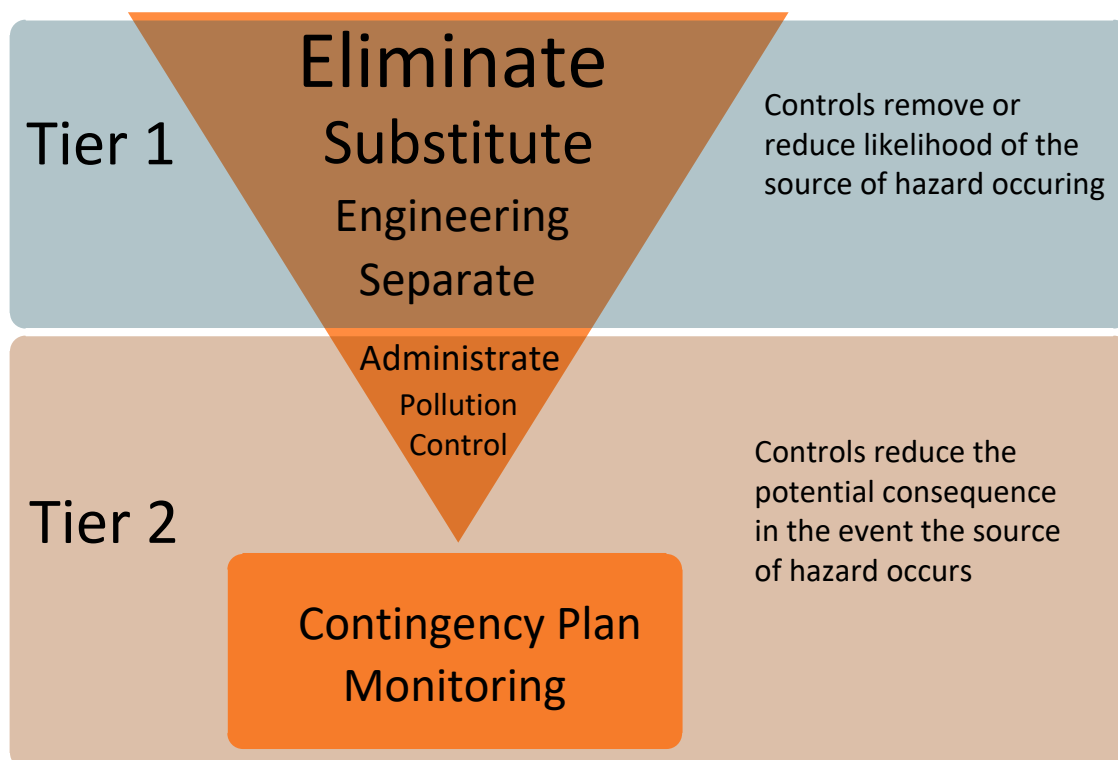 Tier 1
Eliminate
Substitute
Engineering
Separate
Controls remove or
reduce likelihood of the
source of hazard occuring
Tier 2
Administrate
Pollution
Control
Contingency Plan
Monitoring
Controls reduce the
potential consequence
in the event the source
of hazard occurs